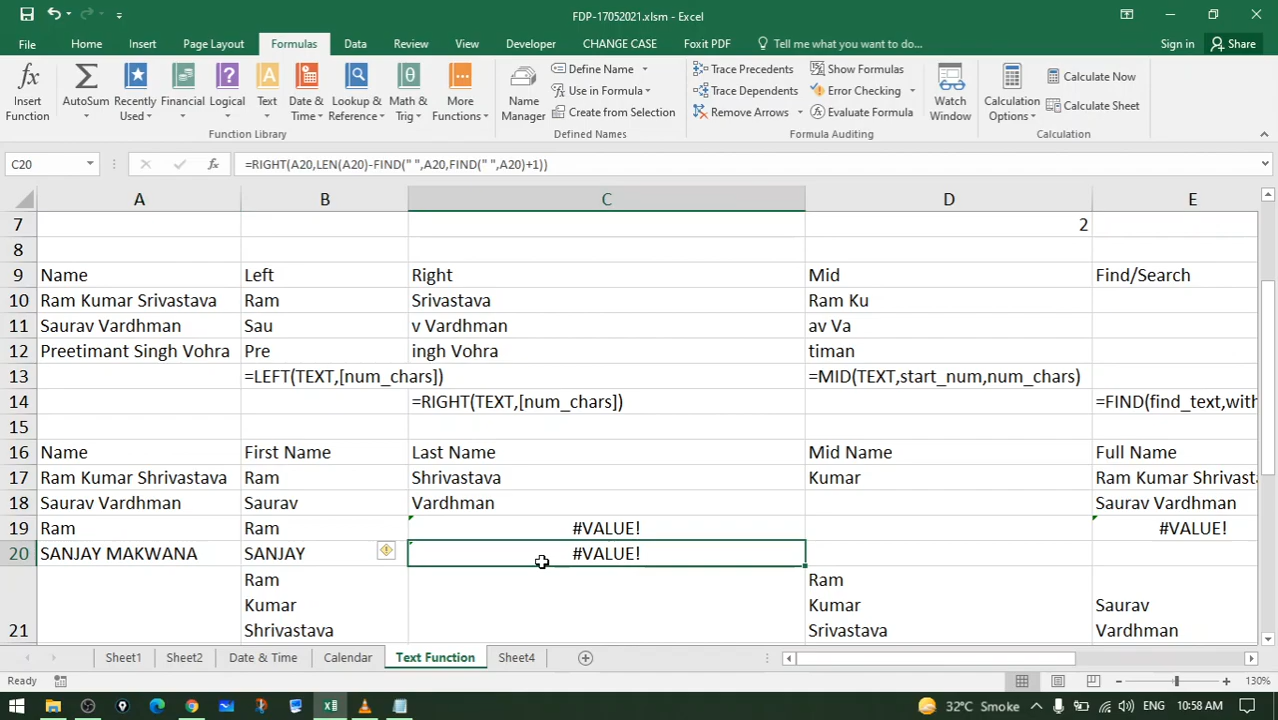 FDP-17052021.xlsm - Excel
File Home Insert Page Layout Formulas Data Review View Developer CHANGE CASE Foxit PDF Tell me what you want to do... Sign in Share
Insert Function
AutoSum
Recently Used
Financial
Logical
Text
Date & Time
Lookup & Reference
Math & Trig
More Functions
Function Library
Name Manager
Define Name
Use in Formula
Create from Selection
Defined Names
Trace Precedents
Trace Dependents
Remove Arrows
Show Formulas
Error Checking
Evaluate Formula
Formula Auditing
Watch Window
Calculation Options
Calculate Now
Calculate Sheet
Calculation
C20 fx =RIGHT(A20,LEN(A20)-FIND(" ",A20,FIND(" ",A20)+1))
A B C D E
7 2
8
9 Name Left Right Mid Find/Search
10 Ram Kumar Srivastava Ram Srivastava Ram Ku
11 Saurav Vardhman Sau v Vardhman av Va
12 Preetimant Singh Vohra Pre ingh Vohra timan
13 =LEFT(TEXT,[num_chars]) =MID(TEXT,start_num,num_chars)
14 =RIGHT(TEXT,[num_chars]) =FIND(find_text,with
15
16 Name First Name Last Name Mid Name Full Name
17 Ram Kumar Shrivastava Ram Shrivastava Kumar Ram Kumar Shrivasta
18 Saurav Vardhman Saurav Vardhman Saurav Vardhman
19 Ram Ram #VALUE! #VALUE!
20 SANJAY MAKWANA SANJAY #VALUE!
Ram Ram
Kumar Kumar Saurav
21 Shrivastava Srivastava Vardhman
Sheet1 Sheet2 Date & Time Calendar Text Function Sheet4
Ready 130%
32°C Smoke ENG 10:58 AM